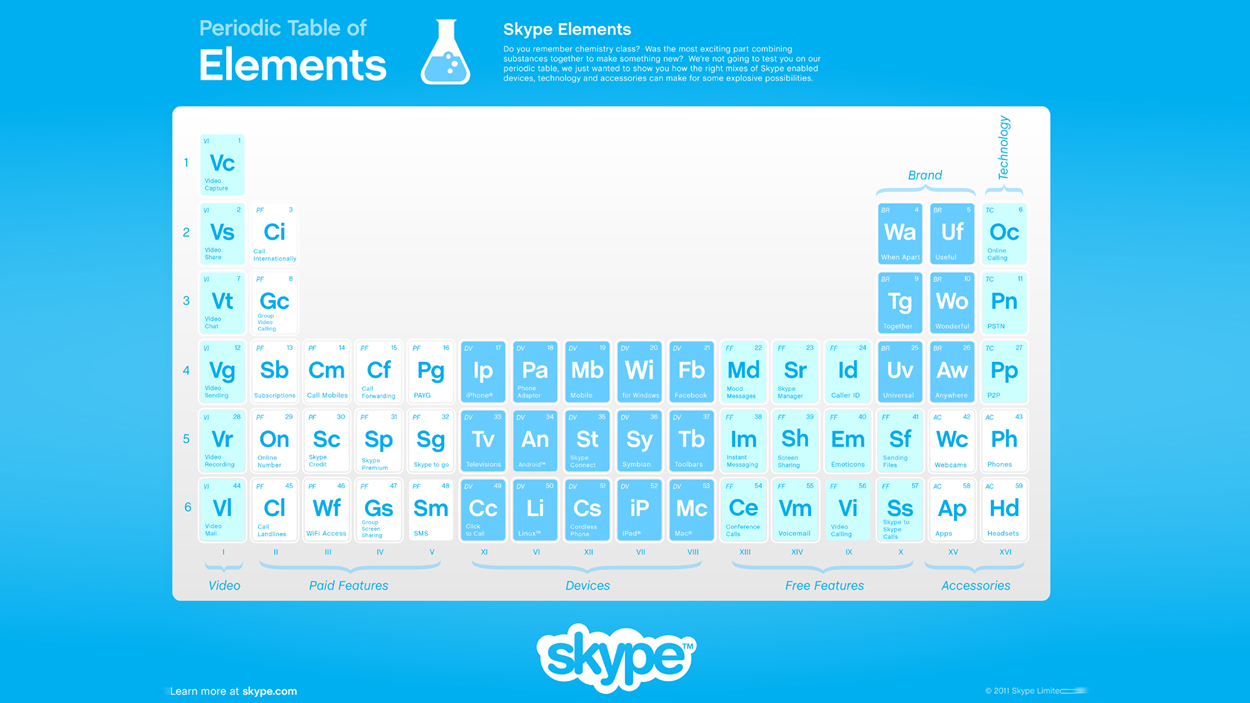 Periodic Table of
Elements
Skype Elements
Do you remember chemistry class? Was the most exciting part combining
substances together to make something new? We're not going to test you on our
periodic table, we just wanted to show you how the right mixes of Skype enabled
devices, technology and accessories can make for some explosive possibilities.
Technology
Brand
1
VI 1
Vc
Video
Capture
2
VI 2
Vs
Video
Share
PF 3
Ci
Call
Internationally
BR 4
Wa
When Apart
BR 5
Uf
Useful
TC 6
Oc
Online
Calling
3
VI 7
Vt
Video
Chat
PF 8
Gc
Group
Video
Calling
BR 9
Tg
Together
BR 10
Wo
Wonderful
TC 11
Pn
PSTN
4
VI 12
Vg
Video
Sending
PF 13
Sb
Subscriptions
PF 14
Cm
Call Mobiles
PF 15
Cf
Call
Forwarding
PF 16
Pg
PAYG
DV 17
Ip
iPhone®
DV 18
Pa
Phone
Adaptor
DV 19
Mb
Mobile
DV 20
Wi
for Windows
DV 21
Fb
Facebook
FF 22
Md
Mood
Messages
FF 23
Sr
Skype
Manager
FF 24
Id
Caller ID
BR 25
Uv
Universal
BR 26
Aw
Anywhere
TC 27
Pp
P2P
5
VI 28
Vr
Video
Recording
PF 29
On
Online
Number
PF 30
Sc
Skype
Credit
PF 31
Sp
Skype
Premium
PF 32
Sg
Skype to go
DV 33
Tv
Televisions
DV 34
An
Android™
DV 35
St
Skype
Connect
DV 36
Sy
Symbian
DV 37
Tb
Toolbars
FF 38
Im
Instant
Messaging
FF 39
Sh
Screen
Sharing
FF 40
Em
Emoticons
FF 41
Sf
Sending
Files
AC 42
Wc
Webcams
AC 43
Ph
Phones
6
VI 44
Vl
Video
Mail
PF 45
Cl
Call
Landlines
PF 46
Wf
WiFi Access
PF 47
Gs
Group
Screen
Sharing
PF 48
Sm
SMS
DV 49
Cc
Click
to Call
DV 50
Li
Linux™
DV 51
Cs
Cordless
Phone
DV 52
iP
iPod®
DV 53
Mc
Mac®
FF 54
Ce
Conference
Calls
FF 55
Vm
Voicemail
FF 56
Vi
Video
Calling
FF 57
Ss
Skype to
Skype
Calls
AC 58
Ap
Apps
AC 59
Hd
Headsets
I II III IV V XI VI XII VII VIII XIII XIV IX X XV XVI
Video Paid Features Devices Free Features Accessories
skype™
Learn more at skype.com
© 2011 Skype